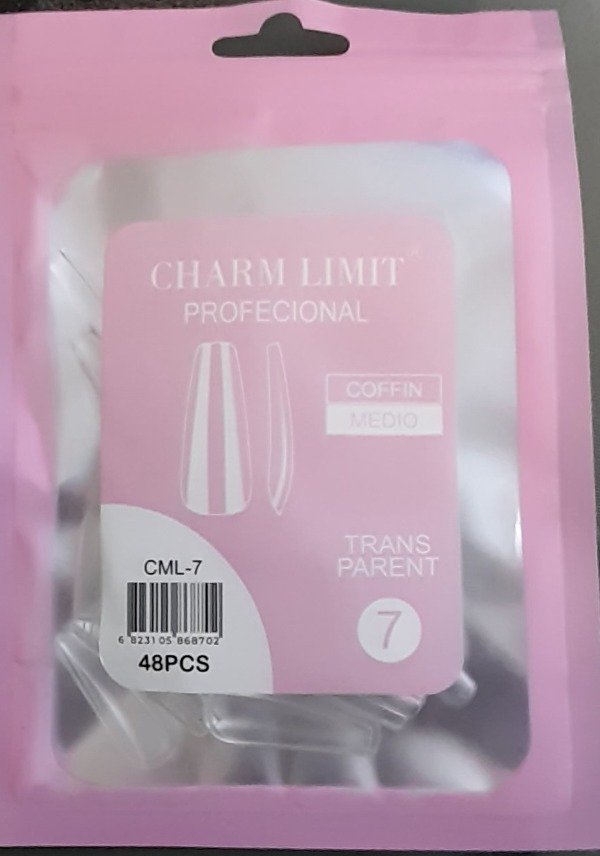 CHARM LIMIT®
PROFECIONAL
COFFIN
MEDIO
TRANS
PARENT
7
CML-7
6 823105 868702
48PCS